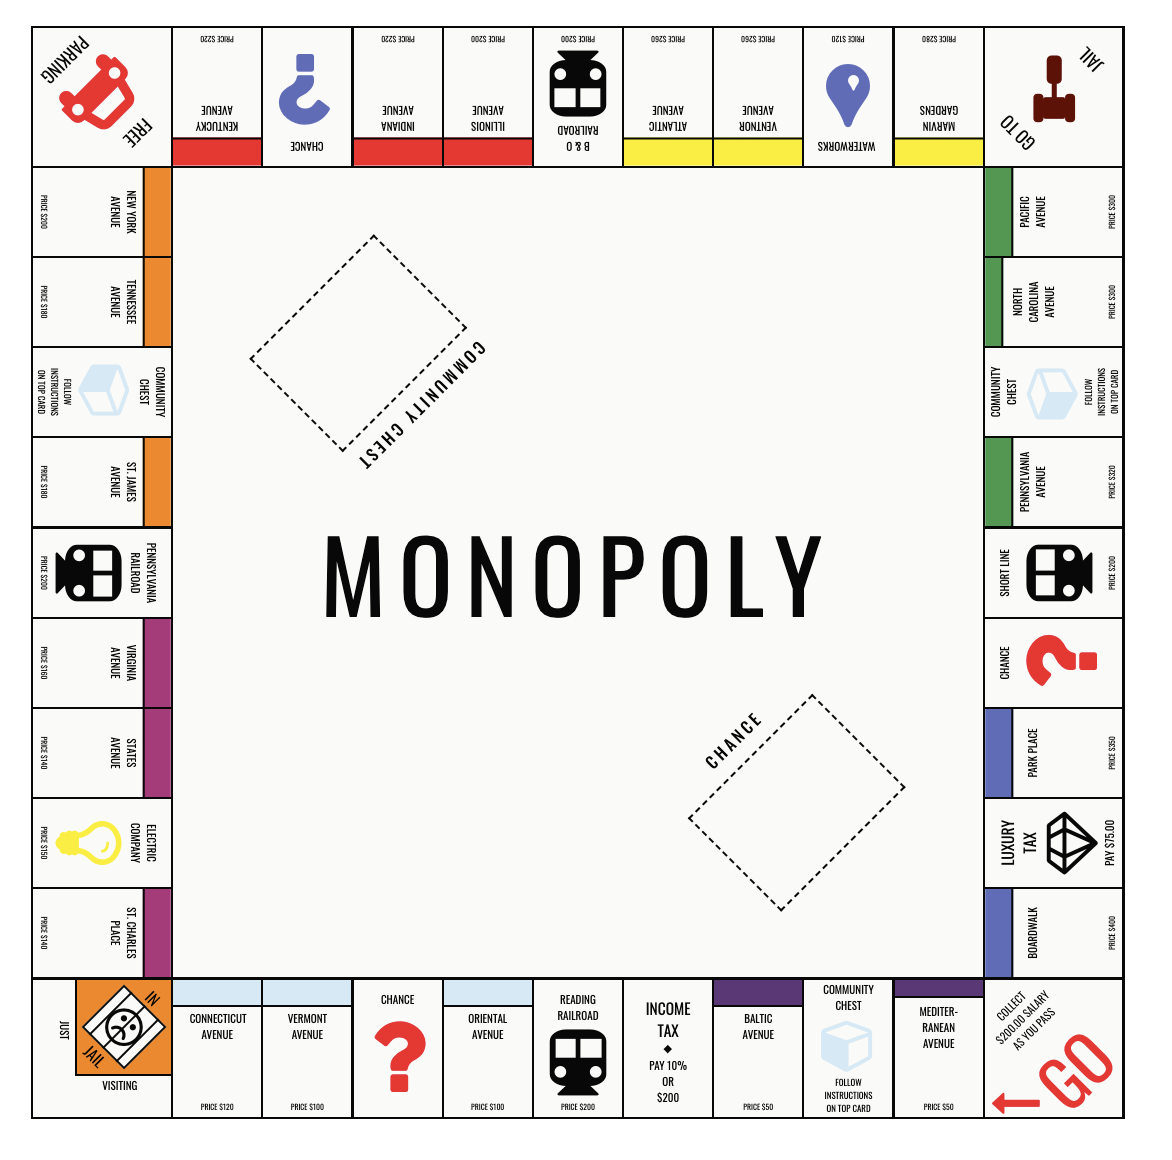 FREE
PARKING
KENTUCKY
AVENUE
PRICE $220
CHANCE
INDIANA
AVENUE
PRICE $220
ILLINOIS
AVENUE
PRICE $200
B & O
RAILROAD
PRICE $200
ATLANTIC
AVENUE
PRICE $260
VENTNOR
AVENUE
PRICE $260
WATERWORKS
PRICE $120
MARVIN
GARDENS
PRICE $280
GO TO
JAIL
NEW YORK
AVENUE
PRICE $200
TENNESSEE
AVENUE
PRICE $180
COMMUNITY
CHEST
FOLLOW
INSTRUCTIONS
ON TOP CARD
ST. JAMES
AVENUE
PRICE $180
PENNSYLVANIA
RAILROAD
PRICE $200
VIRGINIA
AVENUE
PRICE $160
STATES
AVENUE
PRICE $140
ELECTRIC
COMPANY
PRICE $150
ST. CHARLES
PLACE
PRICE $140
COMMUNITY CHEST
MONOPOLY
CHANCE
PACIFIC
AVENUE
PRICE $300
NORTH
CAROLINA
AVENUE
PRICE $300
COMMUNITY
CHEST
FOLLOW
INSTRUCTIONS
ON TOP CARD
PENNSYLVANIA
AVENUE
PRICE $320
SHORT LINE
PRICE $200
CHANCE
PARK PLACE
PRICE $350
LUXURY
TAX
PAY $75.00
BOARDWALK
PRICE $400
JUST
VISITING
IN
JAIL
CONNECTICUT
AVENUE
PRICE $120
VERMONT
AVENUE
PRICE $100
CHANCE
ORIENTAL
AVENUE
PRICE $100
READING
RAILROAD
PRICE $200
INCOME
TAX
PAY 10%
OR
$200
BALTIC
AVENUE
PRICE $50
COMMUNITY
CHEST
FOLLOW
INSTRUCTIONS
ON TOP CARD
MEDITER-
RANEAN
AVENUE
PRICE $50
COLLECT
$200.00 SALARY
AS YOU PASS
GO